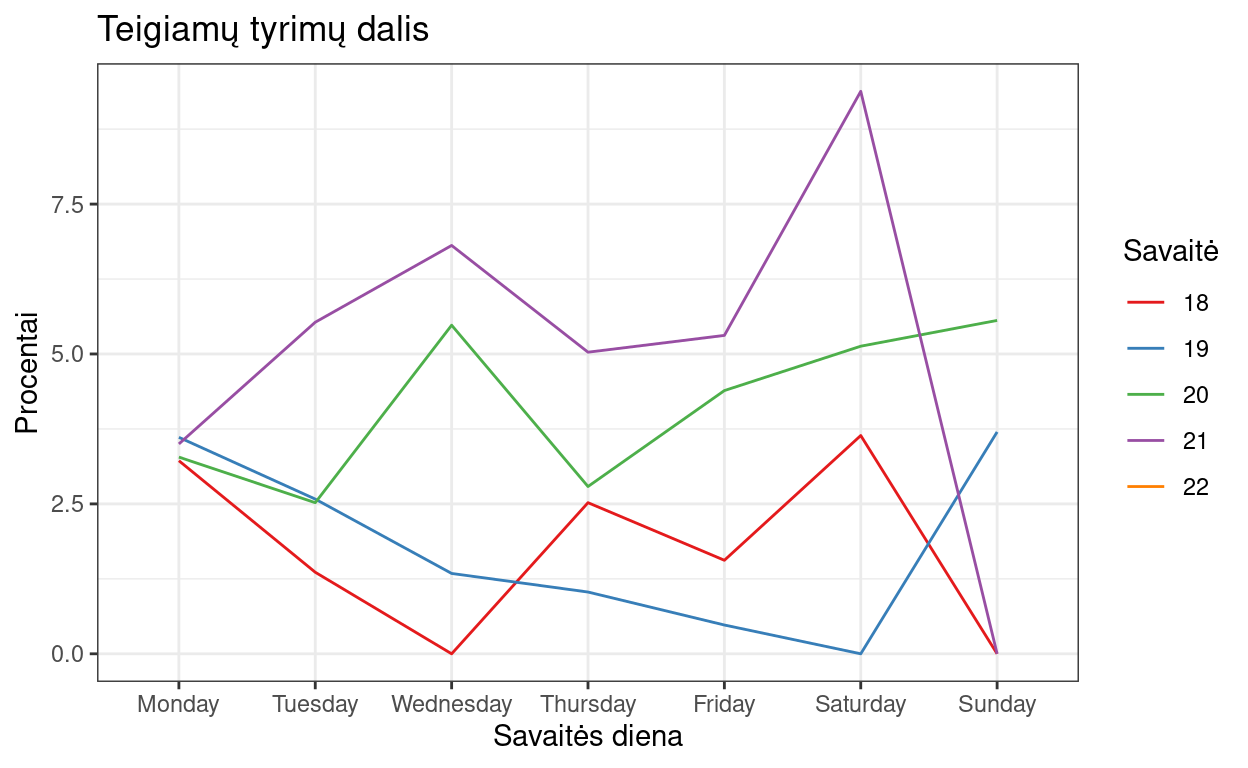 Teigiamų tyrimų dalis
Procentai
7.5
5.0
2.5
0.0
Monday Tuesday Wednesday Thursday Friday Saturday Sunday
Savaitės diena
Savaitė
18
19
20
21
22